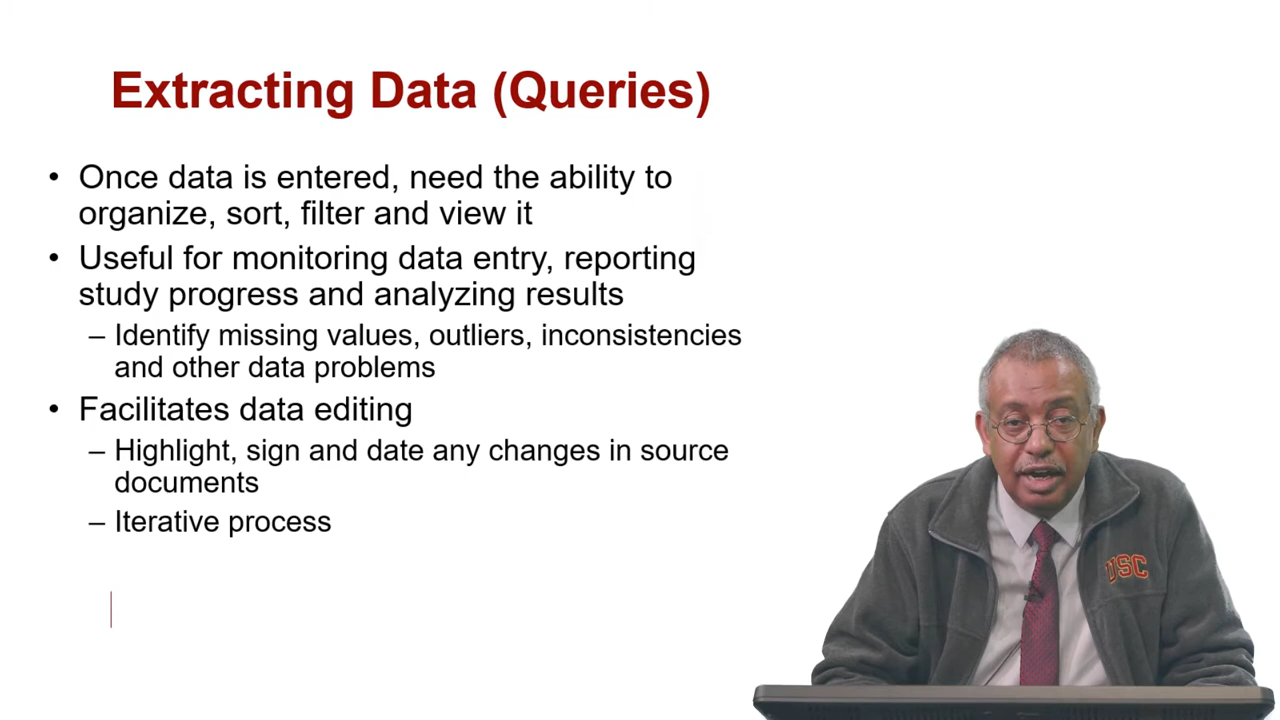 Extracting Data (Queries)
• Once data is entered, need the ability to
organize, sort, filter and view it
• Useful for monitoring data entry, reporting
study progress and analyzing results
– Identify missing values, outliers, inconsistencies
and other data problems
• Facilitates data editing
– Highlight, sign and date any changes in source
documents
– Iterative process
USC